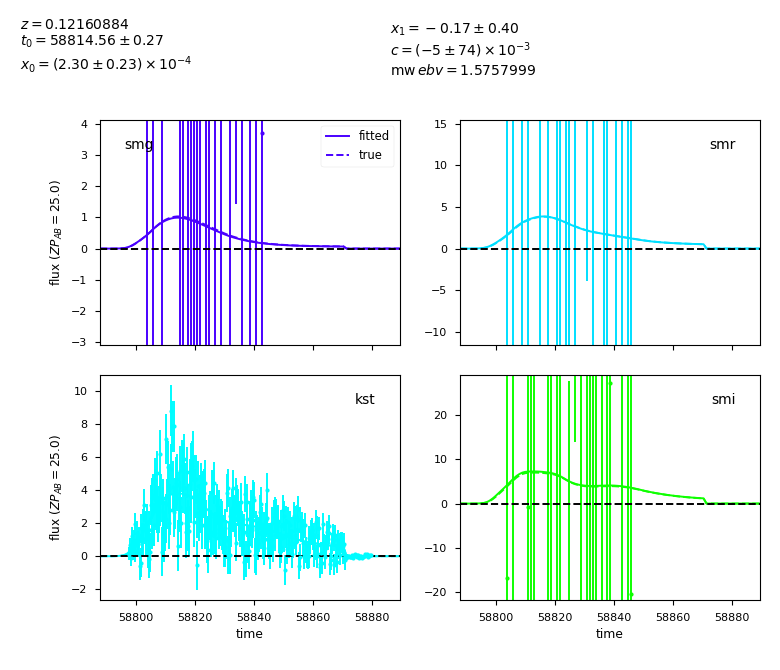 z = 0.12160884
t₀ = 58814.56 ± 0.27
x₀ = (2.30 ± 0.23) × 10⁻⁴
x₁ = −0.17 ± 0.40
c = (−5 ± 74) × 10⁻³
mw ebv = 1.5757999
smg
fitted
true
4
3
2
1
0
−1
−2
−3
flux (ZP_AB = 25.0)
smr
15
10
5
0
−5
−10
kst
10
8
6
4
2
0
−2
flux (ZP_AB = 25.0)
58800 58820 58840 58860 58880
time
smi
20
10
0
−10
−20
58800 58820 58840 58860 58880
time